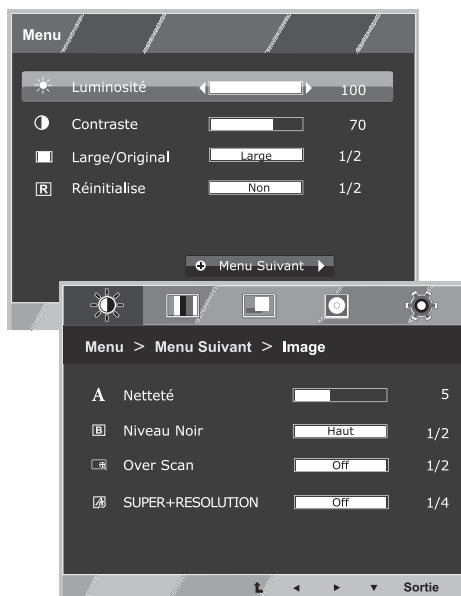 Menu
Luminosité 100
Contraste 70
Large/Original Large 1/2
R Réinitialise Non 1/2
Menu Suivant
Menu > Menu Suivant > Image
A Netteté 5
B Niveau Noir Haut 1/2
Over Scan Off 1/2
SUPER+RESOLUTION Off 1/4
Sortie